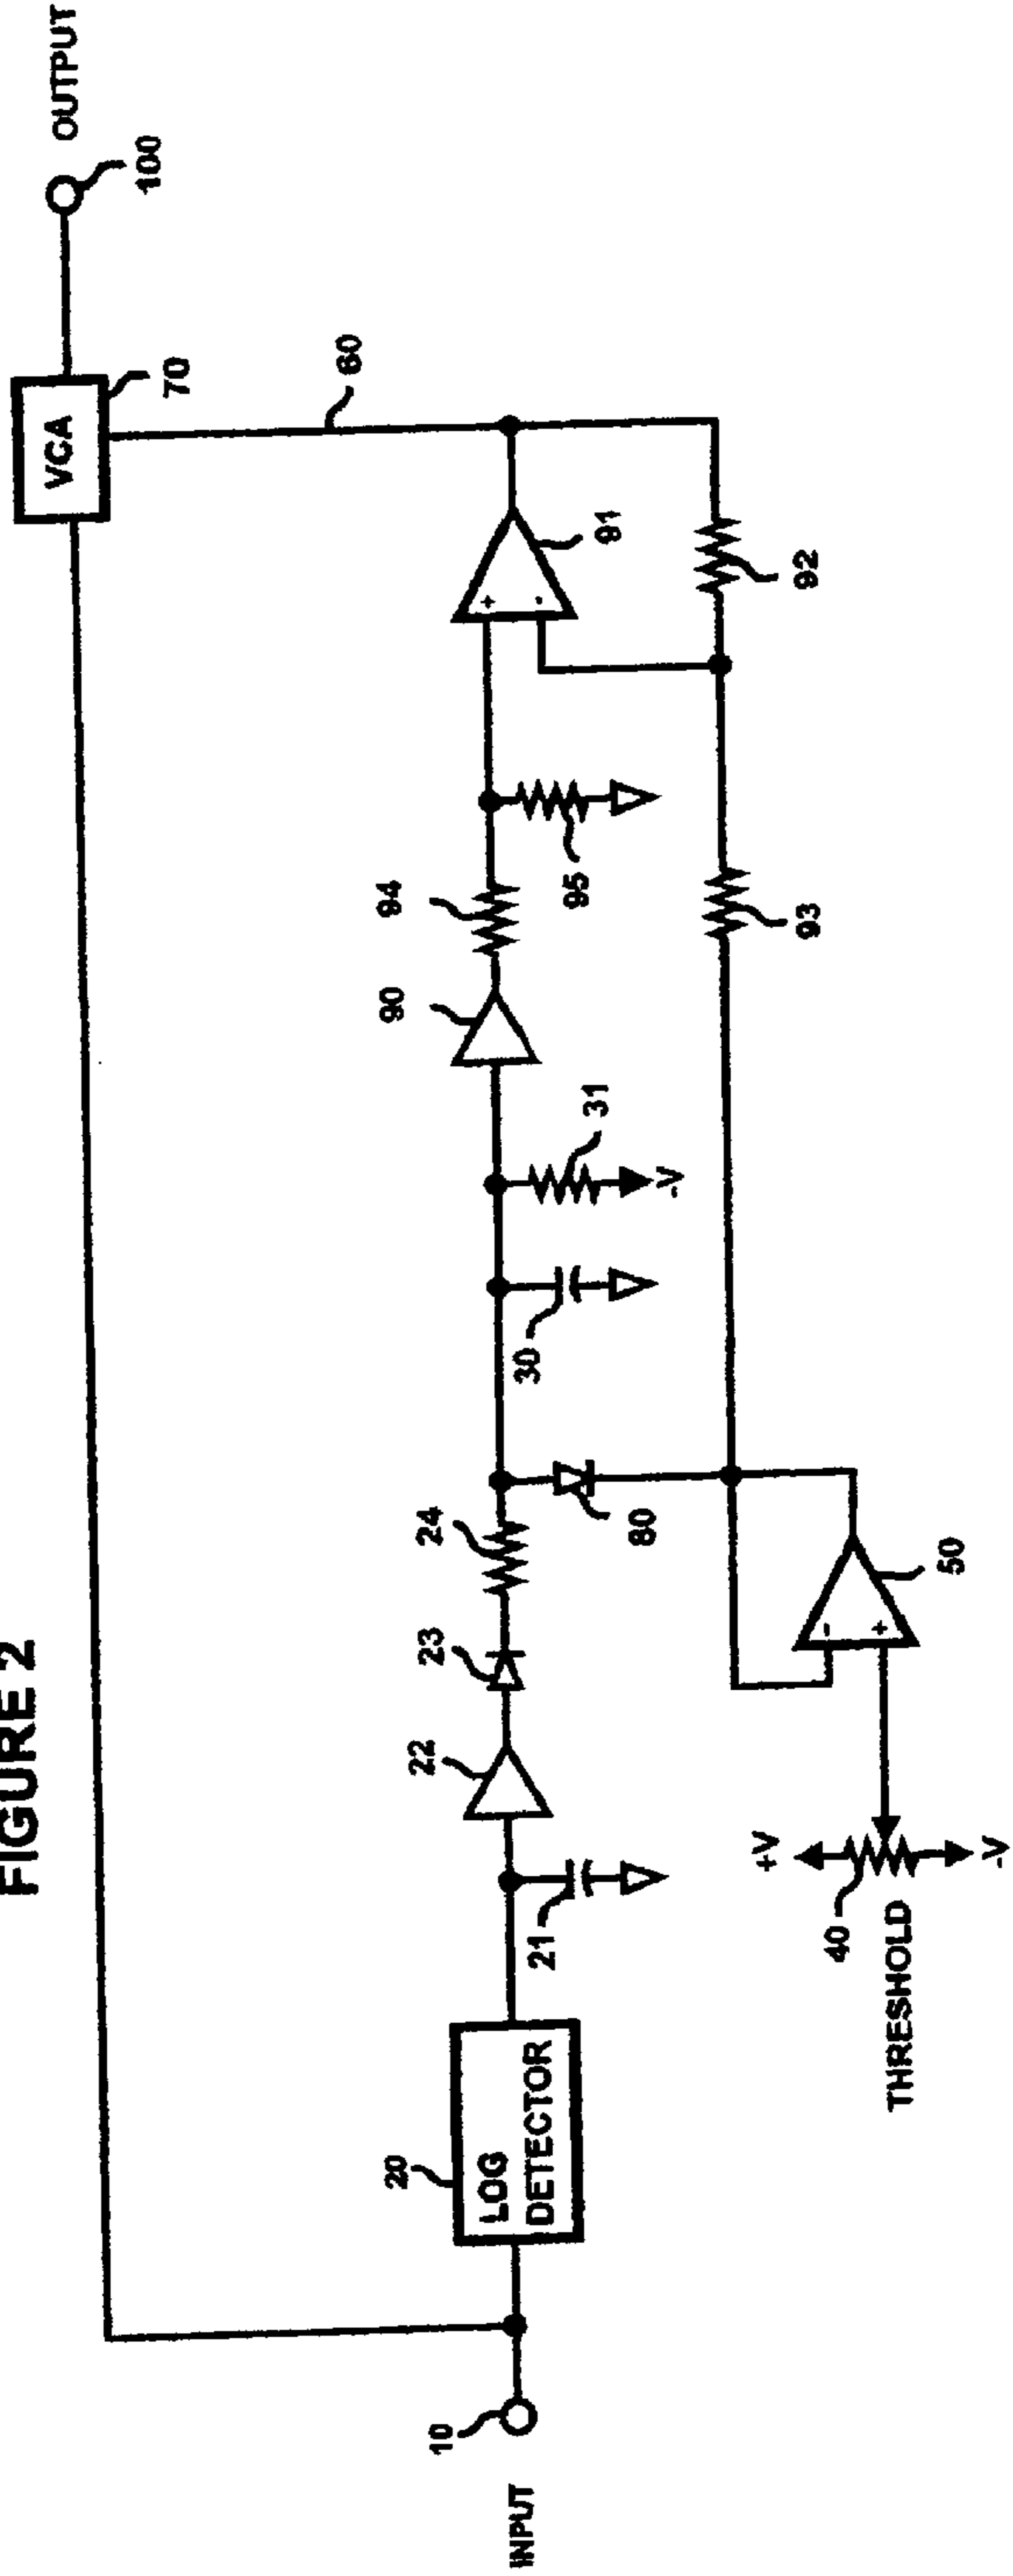 FIGURE 2
OUTPUT
100
VCA
70
60
INPUT
10
20
LOG
DETECTOR
21
22
23
24
80
30
31
-V
90
94
95
+
-
91
92
93
THRESHOLD
40
+V
-V
-
+
50